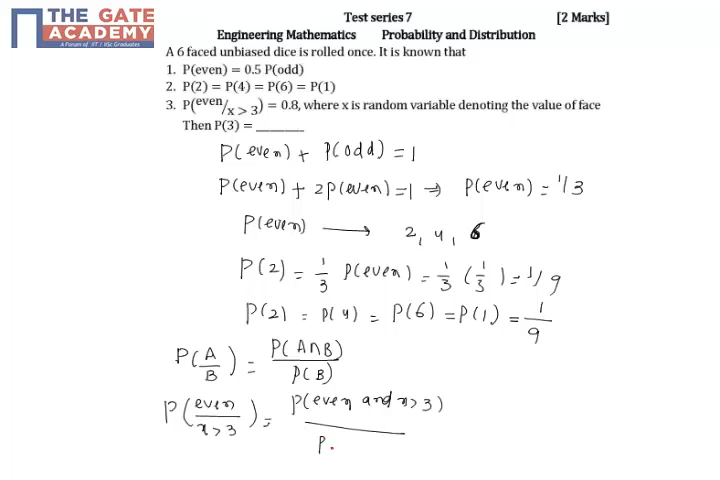 THE GATE
ACADEMY
A Forum of IIT / IISc Graduates
Test series 7 [2 Marks]
Engineering Mathematics Probability and Distribution
A 6 faced unbiased dice is rolled once. It is known that
1. P(even) = 0.5 P(odd)
2. P(2) = P(4) = P(6) = P(1)
3. P(even/x > 3) = 0.8, where x is random variable denoting the value of face
Then P(3) = ________
P(even) + P(odd) = 1
P(even) + 2P(even) = 1 ⇒ P(even) = 1/3
P(even) ⟶ 2, 4, 6
P(2) = 1/3 P(even) = 1/3 (1/3) = 1/9
P(2) = P(4) = P(6) = P(1) = 1/9
P(A/B) = P(A∩B)/P(B)
P(even/x>3) = P(even and x>3)
P